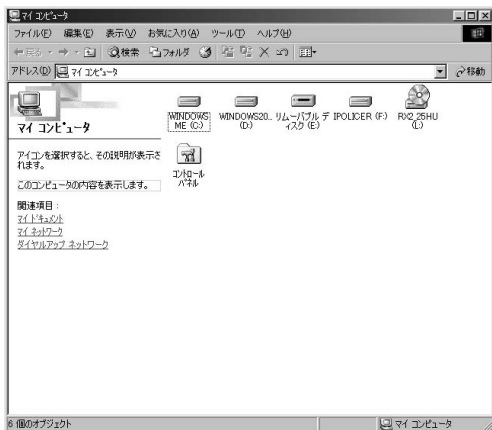 マイ コンピュータ
ファイル(F) 編集(E) 表示(V) お気に入り(A) ツール(T) ヘルプ(H)
戻る 検索 フォルダ
アドレス(D) マイ コンピュータ 移動
マイ コンピュータ
アイコンを選択すると、その説明が表示さ
れます。
このコンピュータの内容を表示します。
関連項目:
マイ ドキュメント
マイ ネットワーク
ダイヤルアップ ネットワーク
WINDOWS
ME (C:)
WINDOWS20...
(D:)
リムーバブル デ
ィスク (E:)
IPOLICER (F:)
RX2_25HU
(L:)
コントロール
パネル
6 個のオブジェクト マイ コンピュータ